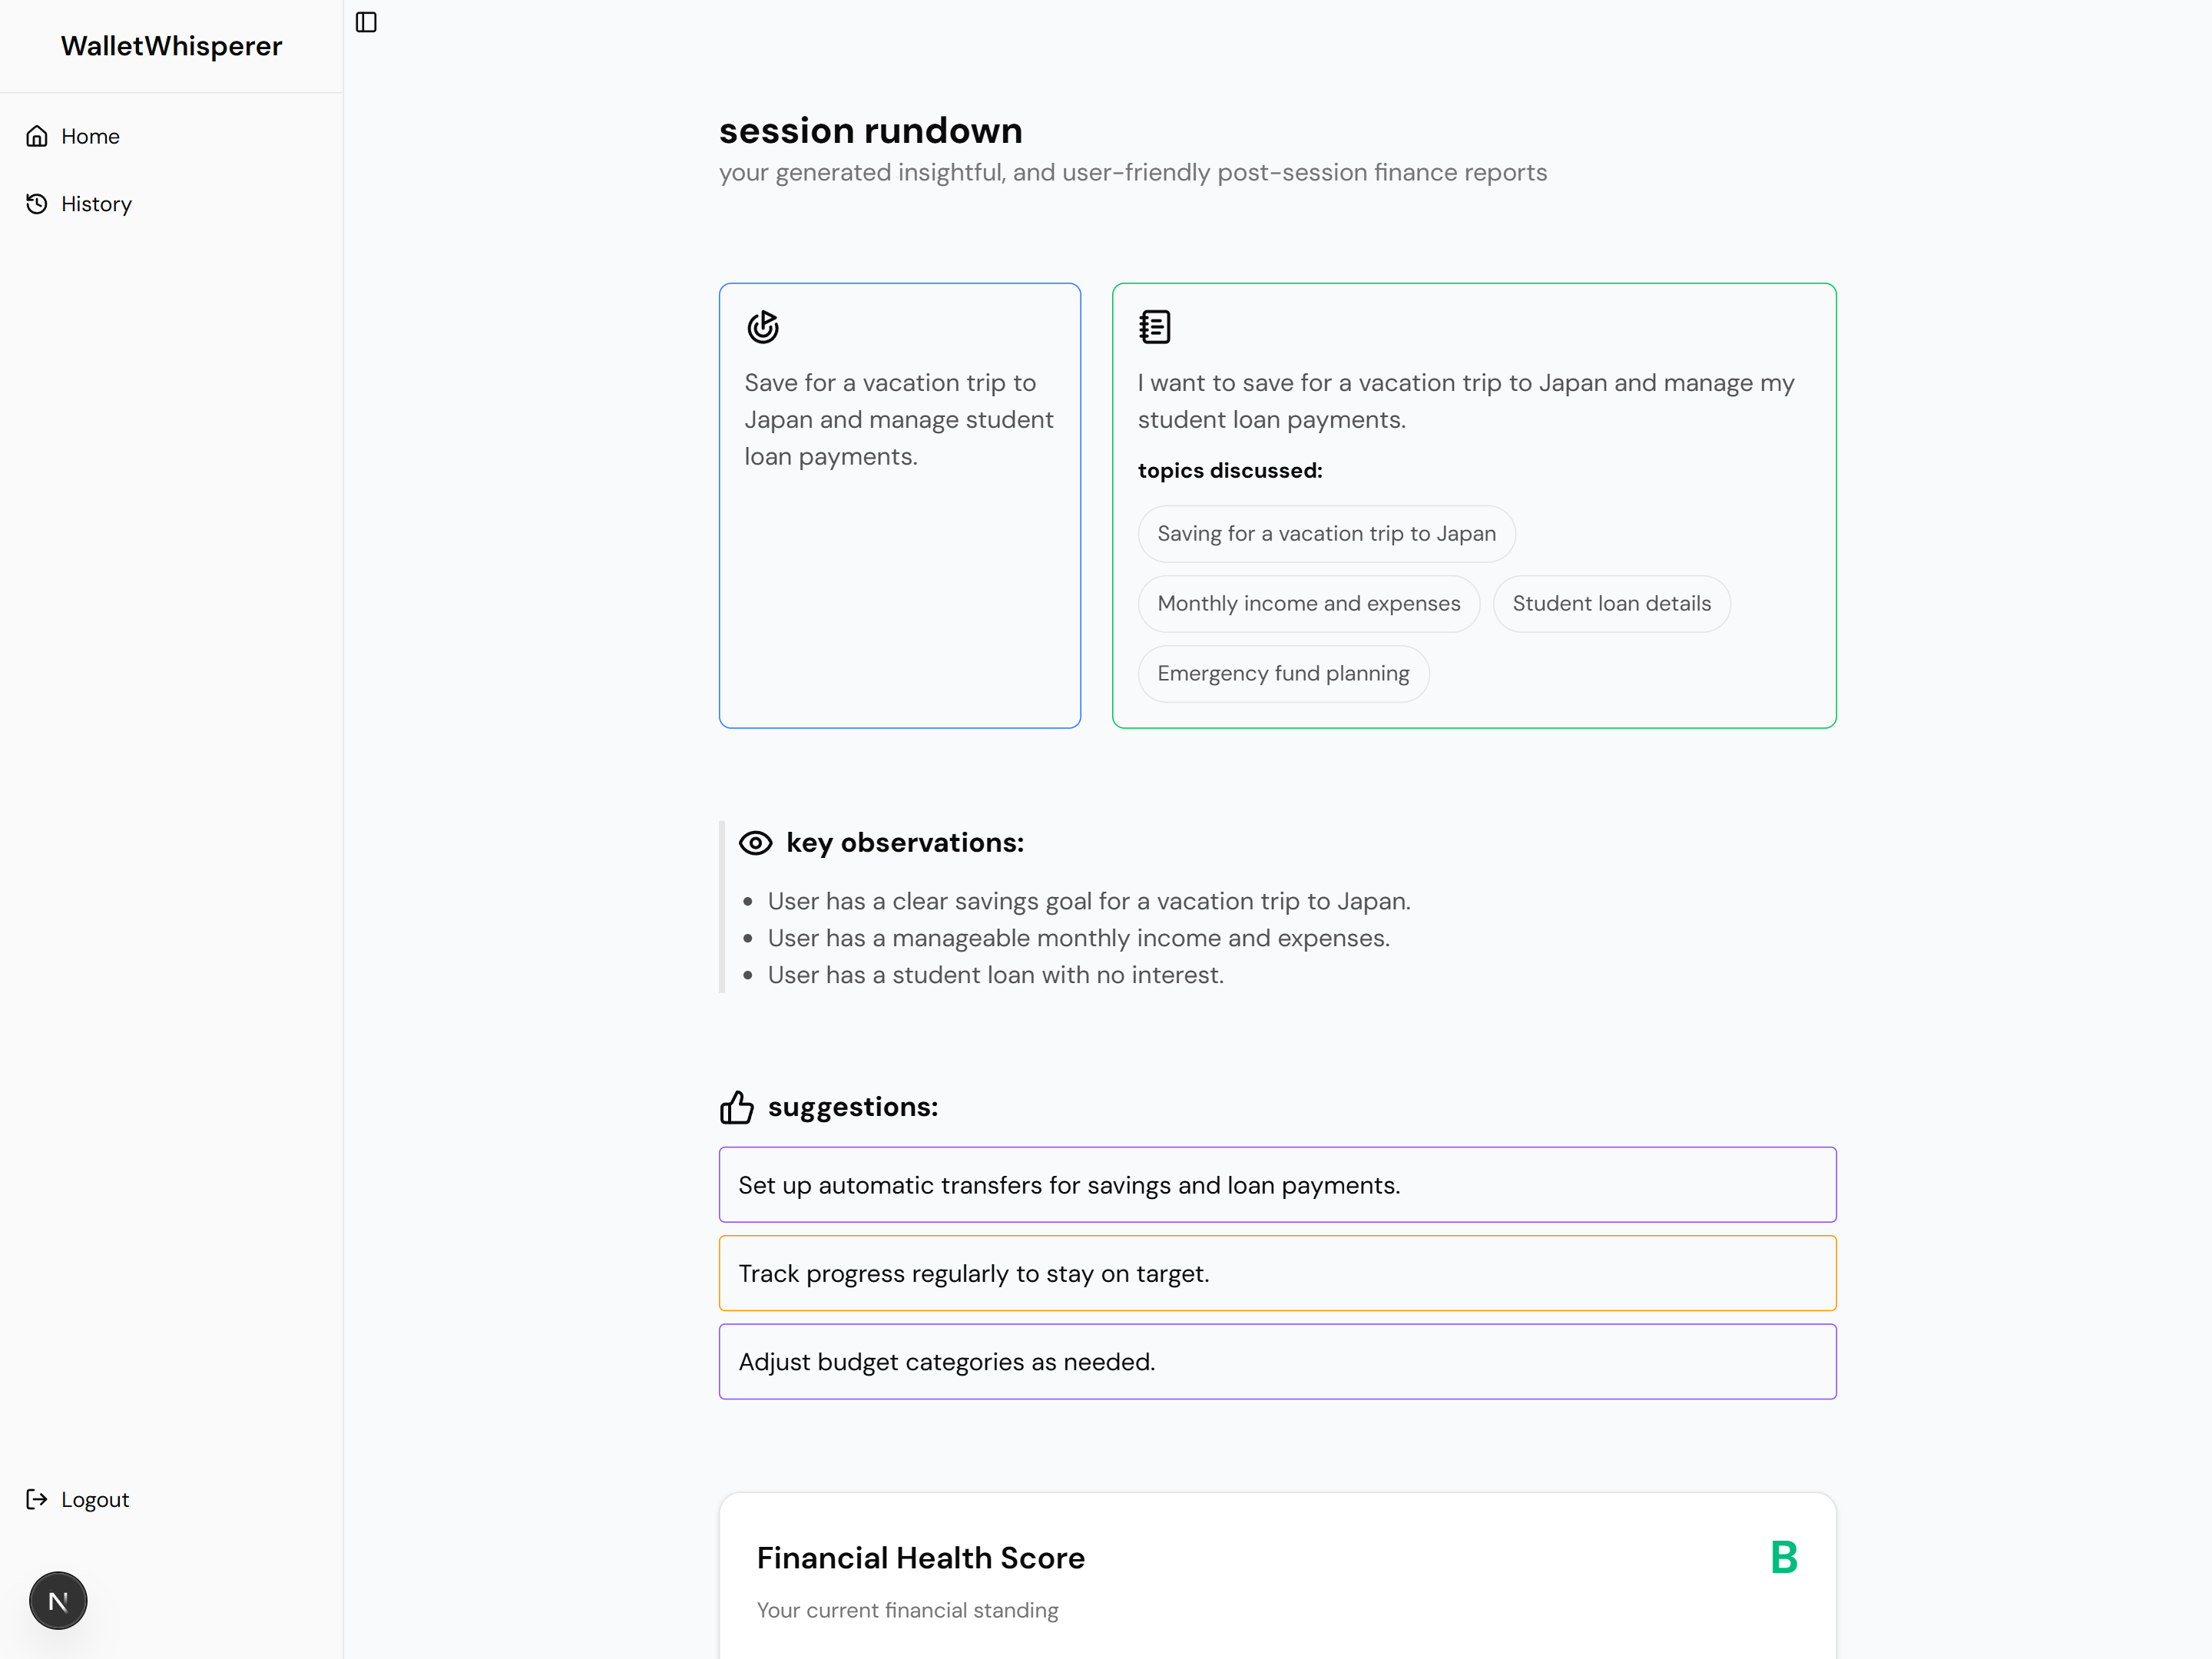 WalletWhisperer
Home
History
Logout
N
session rundown
your generated insightful, and user-friendly post-session finance reports
Save for a vacation trip to
Japan and manage student
loan payments.
I want to save for a vacation trip to Japan and manage my
student loan payments.
topics discussed:
Saving for a vacation trip to Japan
Monthly income and expenses
Student loan details
Emergency fund planning
key observations:
User has a clear savings goal for a vacation trip to Japan.
User has a manageable monthly income and expenses.
User has a student loan with no interest.
suggestions:
Set up automatic transfers for savings and loan payments.
Track progress regularly to stay on target.
Adjust budget categories as needed.
Financial Health Score
B
Your current financial standing